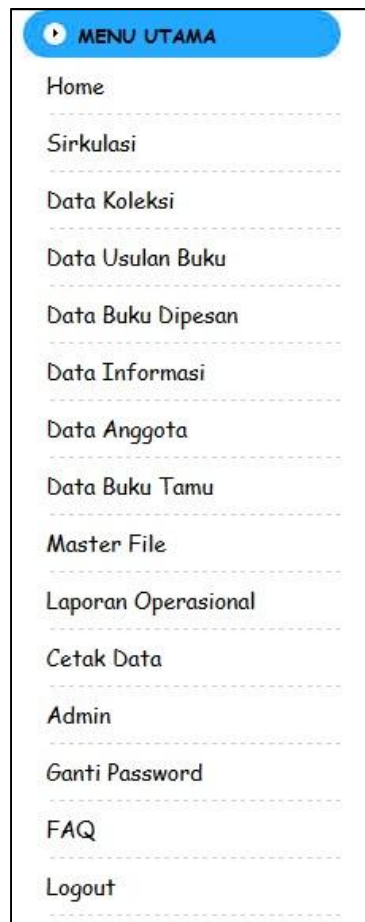 MENU UTAMA
Home
Sirkulasi
Data Koleksi
Data Usulan Buku
Data Buku Dipesan
Data Informasi
Data Anggota
Data Buku Tamu
Master File
Laporan Operasional
Cetak Data
Admin
Ganti Password
FAQ
Logout